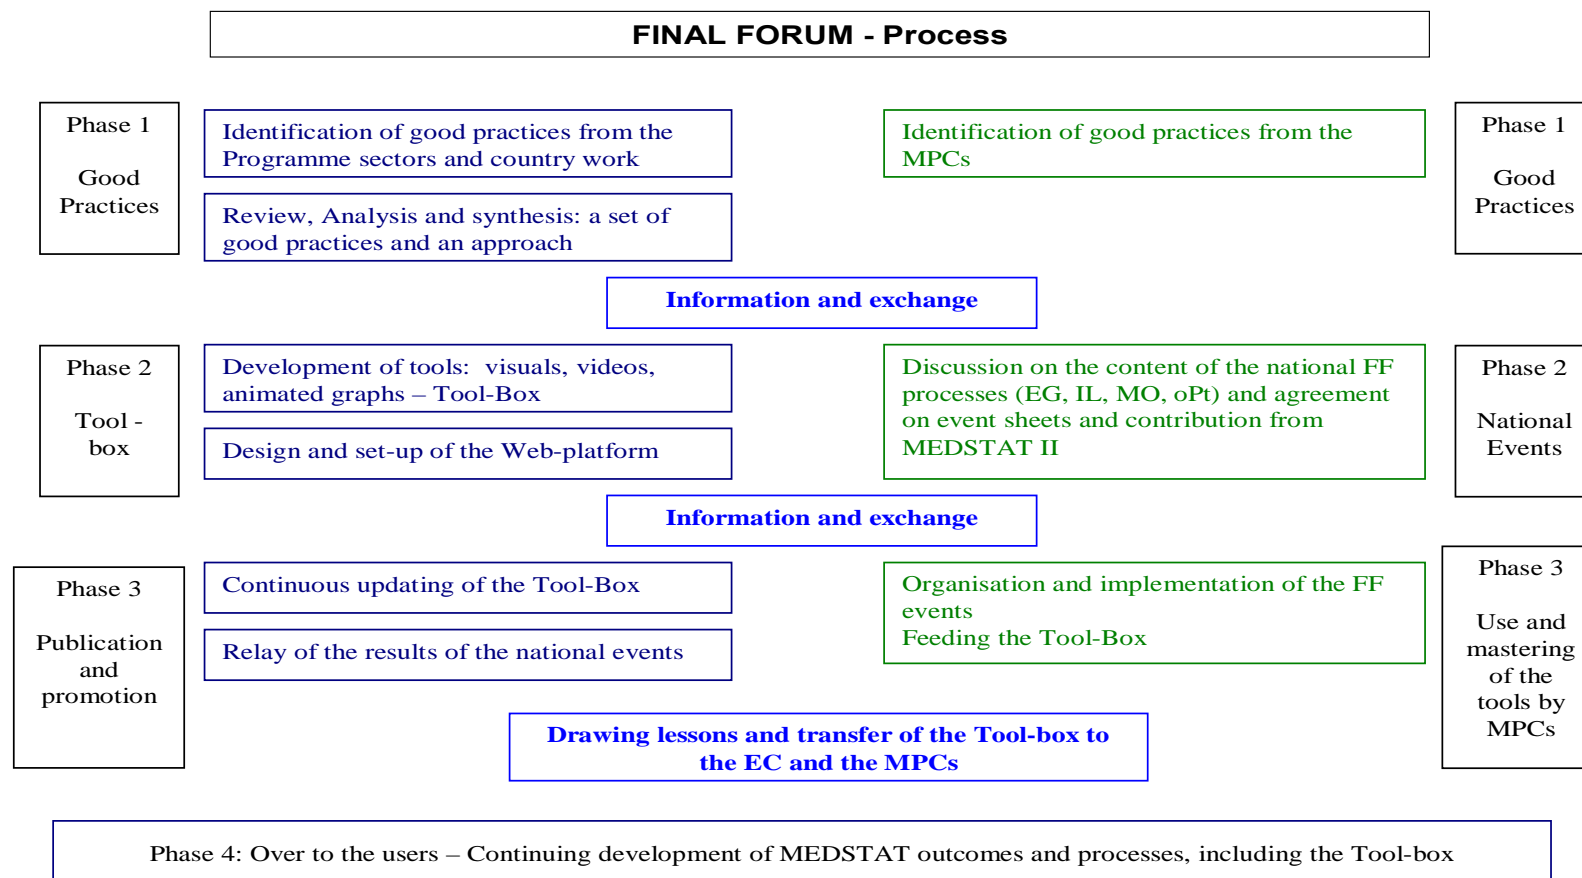 FINAL FORUM - Process
Phase 1
Good
Practices
Identification of good practices from the
Programme sectors and country work
Review, Analysis and synthesis: a set of
good practices and an approach
Identification of good practices from the
MPCs
Phase 1
Good
Practices
Information and exchange
Phase 2
Tool -
box
Development of tools:  visuals, videos,
animated graphs – Tool-Box
Design and set-up of the Web-platform
Discussion on the content of the national FF
processes (EG, IL, MO, oPt) and agreement
on event sheets and contribution from
MEDSTAT II
Phase 2
National
Events
Information and exchange
Phase 3
Publication
and
promotion
Continuous updating of the Tool-Box
Relay of the results of the national events
Organisation and implementation of the FF
events
Feeding the Tool-Box
Phase 3
Use and
mastering
of the
tools by
MPCs
Drawing lessons and transfer of the Tool-box to
the EC and the MPCs
Phase 4: Over to the users – Continuing development of MEDSTAT outcomes and processes, including the Tool-box